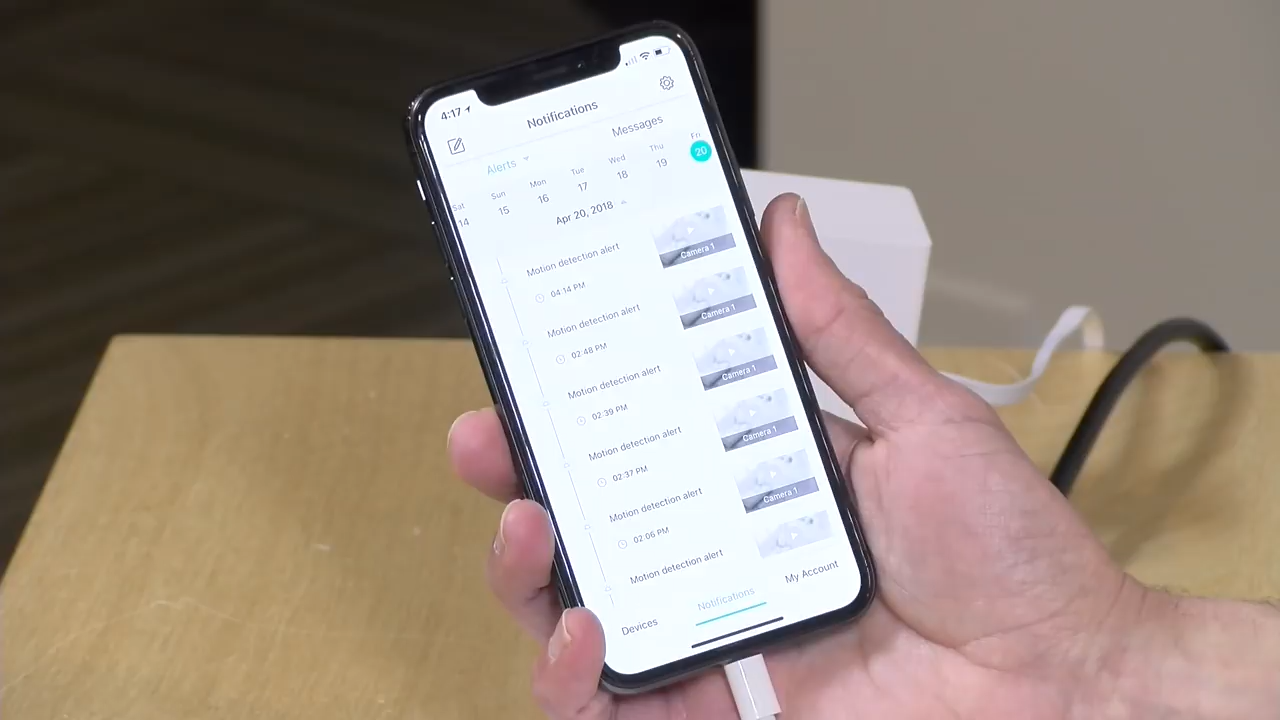 4:17
Notifications
Alerts
Messages
Sat Sun Mon Tue Wed Thu Fri
14 15 16 17 18 19 20
Apr 20, 2018
Motion detection alert
04:14 PM
Camera 1
Motion detection alert
02:48 PM
Camera 1
Motion detection alert
02:39 PM
Camera 1
Motion detection alert
02:37 PM
Camera 1
Motion detection alert
02:06 PM
Camera 1
Motion detection alert
Devices
Notifications
My Account